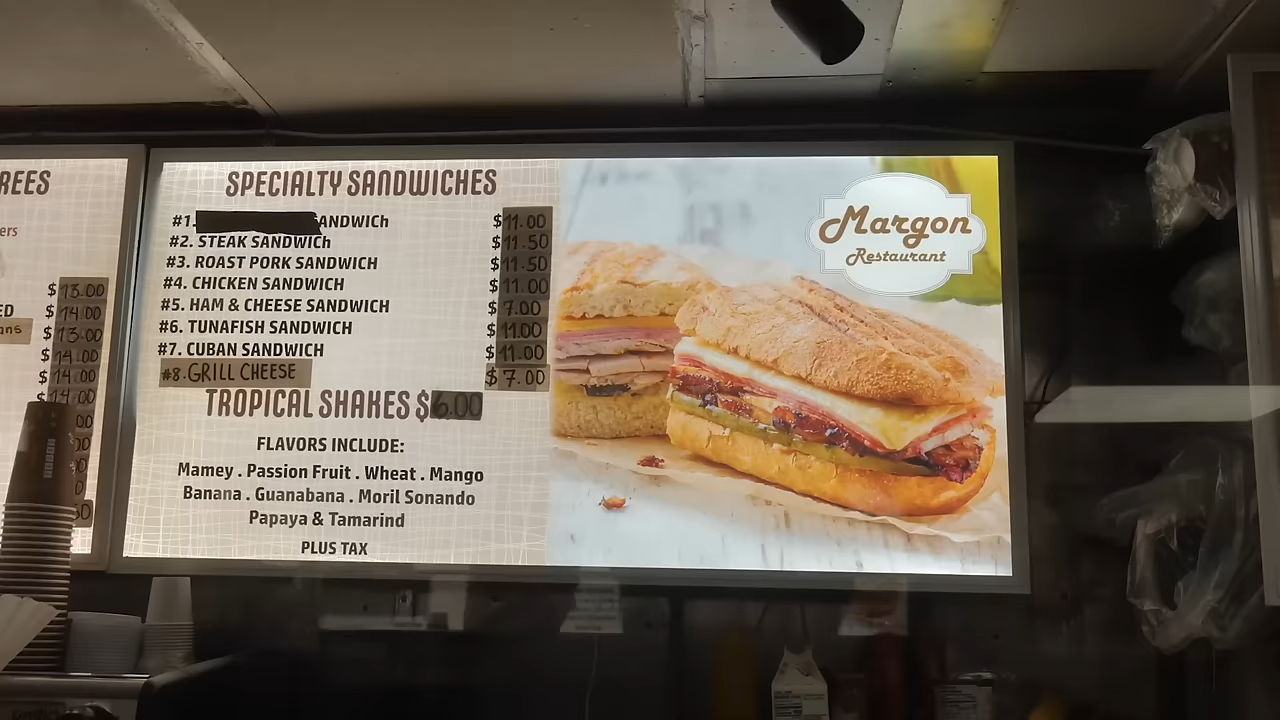 REES
ers
$13.00
ED $14.00
ans $13.00
$14.00
$14.00
SPECIALTY SANDWICHES
#1. SANDWICh $11.00
#2. STEAK SANDWICh $11.50
#3. ROAST PORK SANDWICH $11.50
#4. CHICKEN SANDWICH $11.00
#5. HAM & CHEESE SANDWICH $7.00
#6. TUNAFISH SANDWICH $11.00
#7. CUBAN SANDWICH $11.00
#8. GRILL CHEESE $7.00
TROPICAL SHAKES $6.00
FLAVORS INCLUDE:
Mamey . Passion Fruit . Wheat . Mango
Banana . Guanabana . Moril Sonando
Papaya & Tamarind
PLUS TAX
Margon
Restaurant